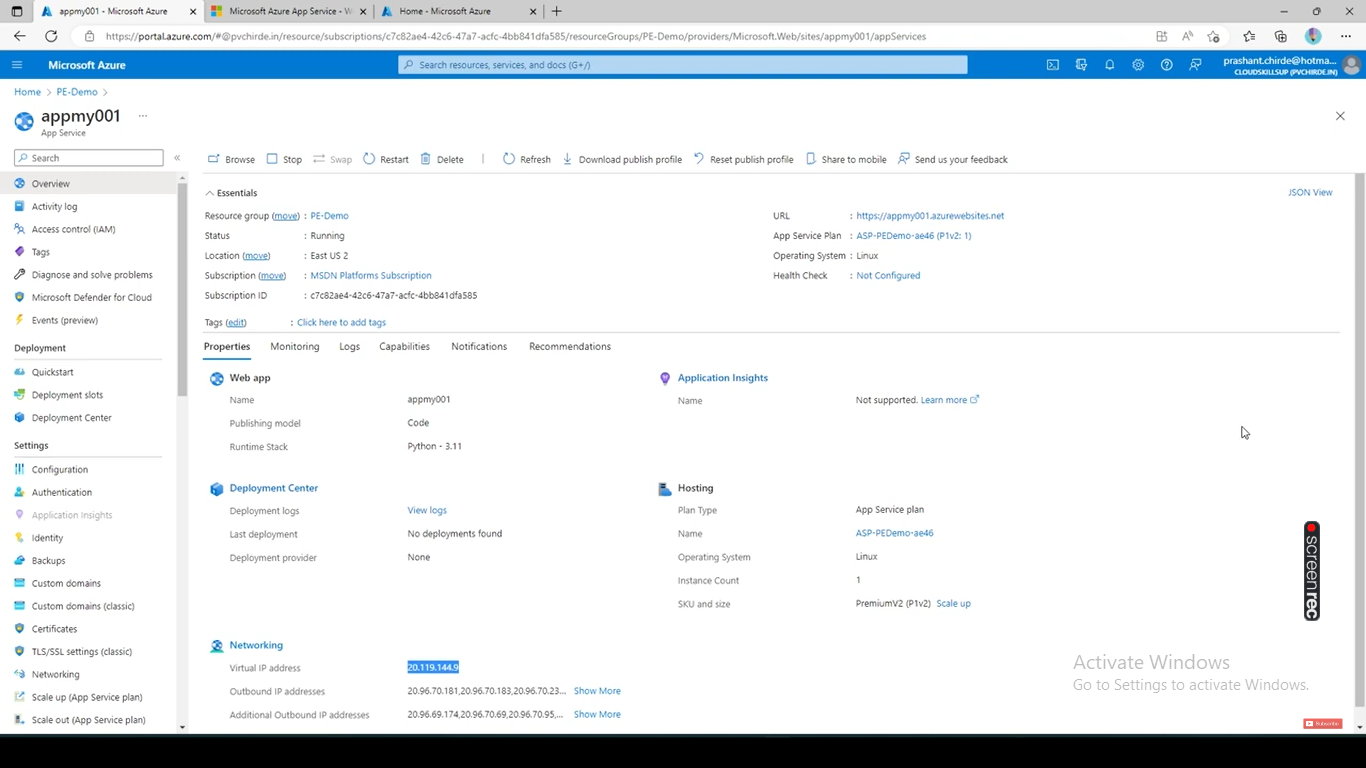 appmy001 - Microsoft Azure
Microsoft Azure App Service - W
Home - Microsoft Azure
https://portal.azure.com/#@pvchirde.in/resource/subscriptions/c7c82ae4-42c6-47a7-acfc-4bb841dfa585/resourceGroups/PE-Demo/providers/Microsoft.Web/sites/appmy001/appServices
Microsoft Azure
Search resources, services, and docs (G+/)
prashant.chirde@hotma...
CLOUDSKILLSUP (PVCHIRDE.IN)
Home > PE-Demo >
appmy001 ...
App Service
Search
Browse Stop Swap Restart Delete Refresh Download publish profile Reset publish profile Share to mobile Send us your feedback
Overview
Activity log
Access control (IAM)
Tags
Diagnose and solve problems
Microsoft Defender for Cloud
Events (preview)
Deployment
Quickstart
Deployment slots
Deployment Center
Settings
Configuration
Authentication
Application Insights
Identity
Backups
Custom domains
Custom domains (classic)
Certificates
TLS/SSL settings (classic)
Networking
Scale up (App Service plan)
Scale out (App Service plan)
Essentials
JSON View
Resource group (move) : PE-Demo
Status : Running
Location (move) : East US 2
Subscription (move) : MSDN Platforms Subscription
Subscription ID : c7c82ae4-42c6-47a7-acfc-4bb841dfa585
URL : https://appmy001.azurewebsites.net
App Service Plan : ASP-PEDemo-ae46 (P1v2: 1)
Operating System : Linux
Health Check : Not Configured
Tags (edit) : Click here to add tags
Properties Monitoring Logs Capabilities Notifications Recommendations
Web app
Name appmy001
Publishing model Code
Runtime Stack Python - 3.11
Application Insights
Name Not supported. Learn more
Deployment Center
Deployment logs View logs
Last deployment No deployments found
Deployment provider None
Hosting
Plan Type App Service plan
Name ASP-PEDemo-ae46
Operating System Linux
Instance Count 1
SKU and size PremiumV2 (P1v2) Scale up
Networking
Virtual IP address 20.119.144.9
Outbound IP addresses 20.96.70.181,20.96.70.183,20.96.70.23... Show More
Additional Outbound IP addresses 20.96.69.174,20.96.70.69,20.96.70.95,... Show More
screenrec
Activate Windows
Go to Settings to activate Windows.
Subscribe